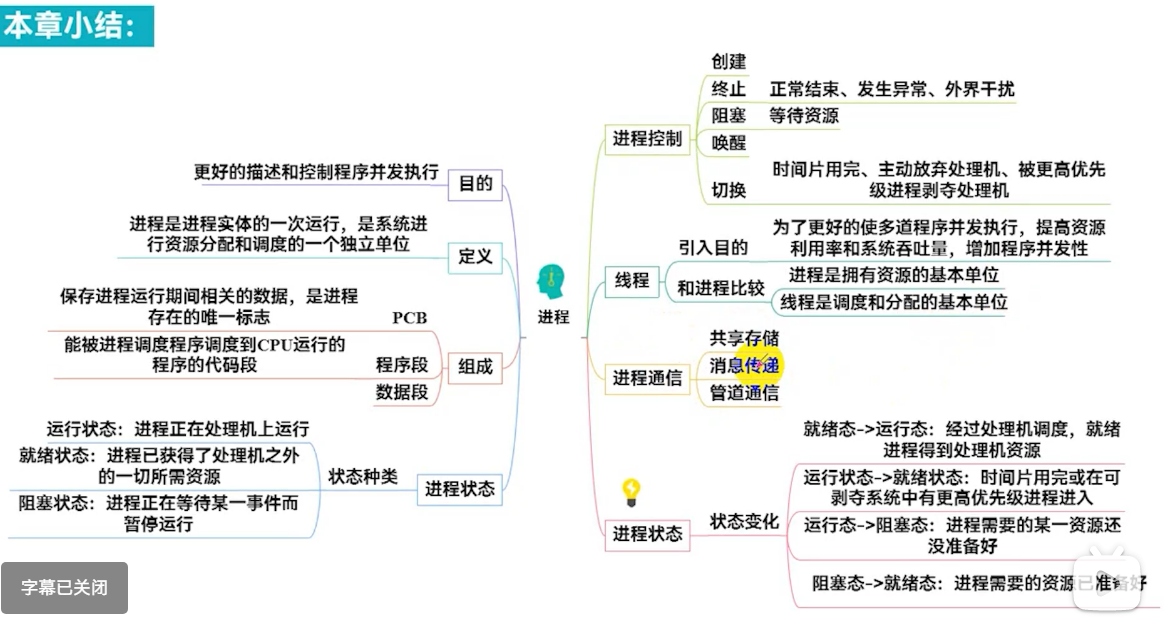 本章小结：
更好的描述和控制程序并发执行
目的
进程是进程实体的一次运行，是系统进
行资源分配和调度的一个独立单位
定义
保存进程运行期间相关的数据，是进程
存在的唯一标志
PCB
能被进程调度程序调度到CPU运行的
程序的代码段
程序段
数据段
组成
运行状态：进程正在处理机上运行
就绪状态：进程已获得了处理机之外
的一切所需资源
阻塞状态：进程正在等待某一事件而
暂停运行
状态种类
进程状态
进程
进程控制
创建
终止
正常结束、发生异常、外界干扰
阻塞
等待资源
唤醒
切换
时间片用完、主动放弃处理机、被更高优先
级进程剥夺处理机
线程
引入目的
为了更好的使多道程序并发执行，提高资源
利用率和系统吞吐量，增加程序并发性
和进程比较
进程是拥有资源的基本单位
线程是调度和分配的基本单位
进程通信
共享存储
消息传递
管道通信
进程状态
状态变化
就绪态->运行态：经过处理机调度，就绪
进程得到处理机资源
运行状态->就绪状态：时间片用完或在可
剥夺系统中有更高优先级进程进入
运行态->阻塞态：进程需要的某一资源还
没准备好
阻塞态->就绪态：进程需要的资源已准备好
字幕已关闭